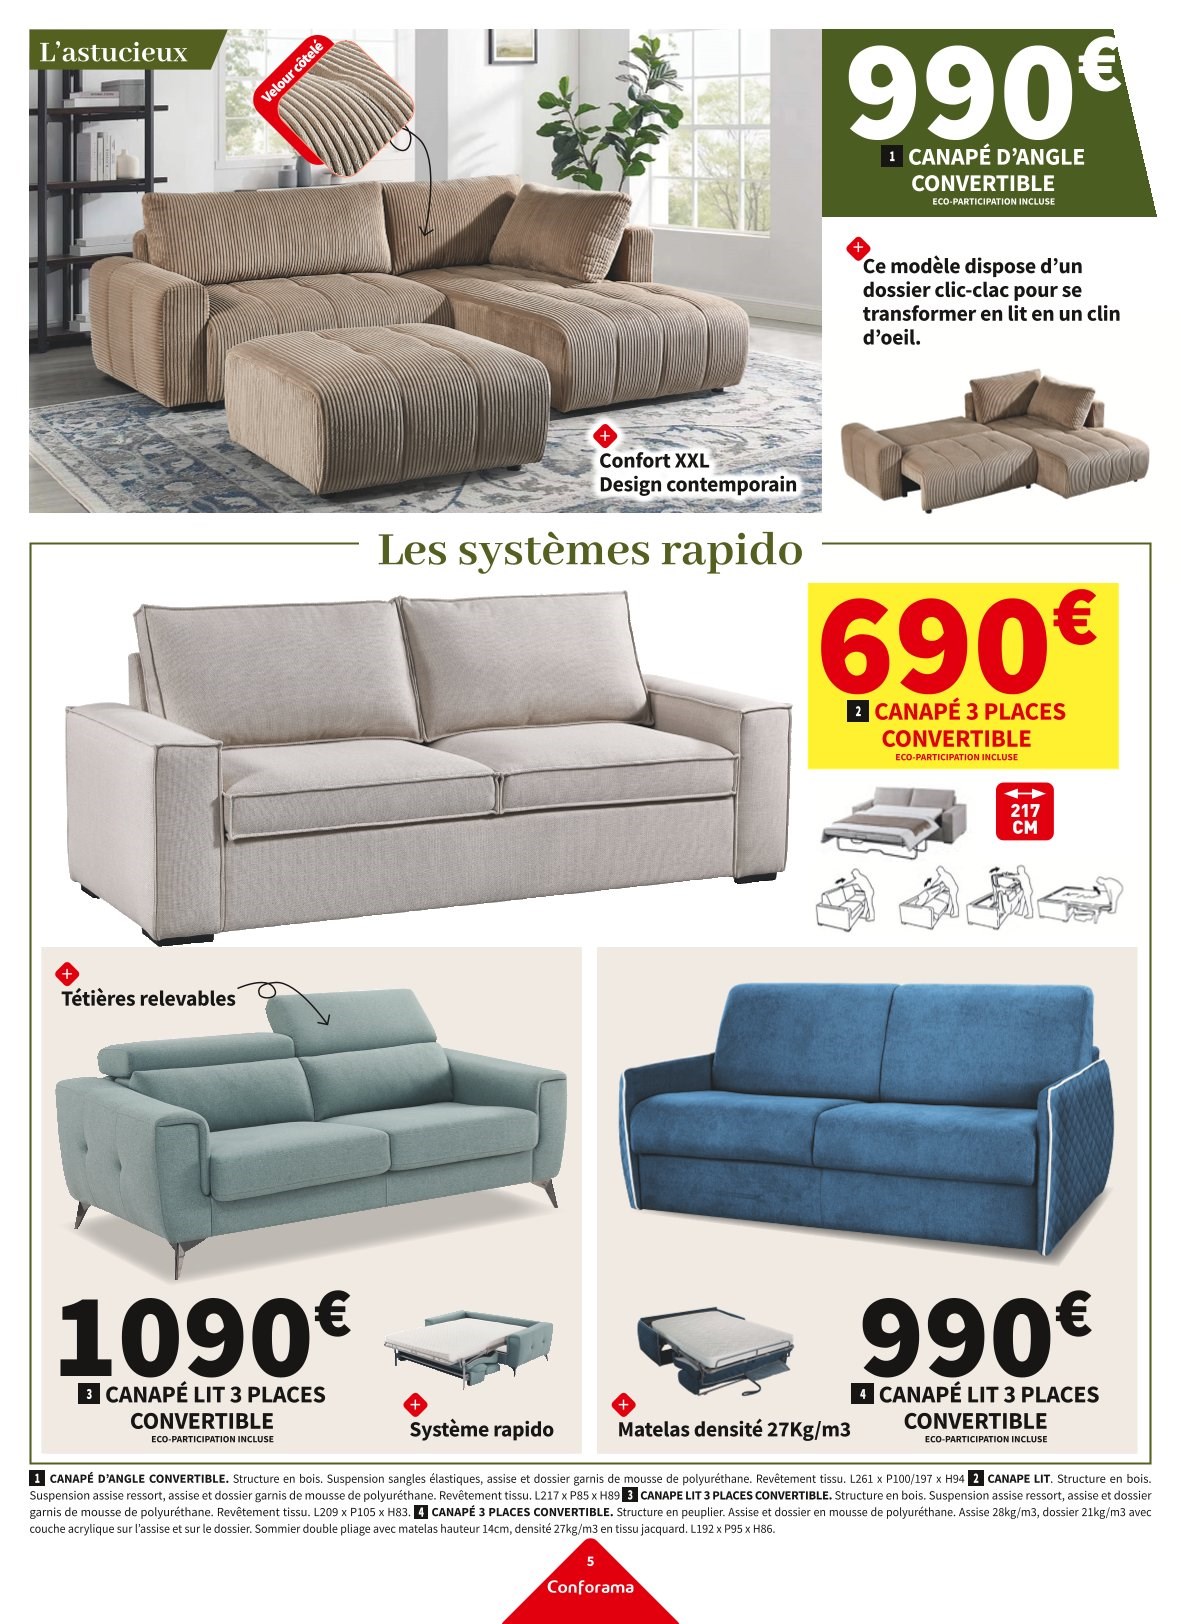 L'astucieux
Velour côtelé
990€
1 CANAPÉ D'ANGLE
CONVERTIBLE
ECO-PARTICIPATION INCLUSE
+
Ce modèle dispose d'un
dossier clic-clac pour se
transformer en lit en un clin
d'oeil.
+
Confort XXL
Design contemporain
Les systèmes rapido
690€
2 CANAPÉ 3 PLACES
CONVERTIBLE
ECO-PARTICIPATION INCLUSE
217
CM
+
Tétières relevables
1090€
3 CANAPÉ LIT 3 PLACES
CONVERTIBLE
ECO-PARTICIPATION INCLUSE
+
Système rapido
+
Matelas densité 27Kg/m3
990€
4 CANAPÉ LIT 3 PLACES
CONVERTIBLE
ECO-PARTICIPATION INCLUSE
1 CANAPÉ D'ANGLE CONVERTIBLE. Structure en bois. Suspension sangles élastiques, assise et dossier garnis de mousse de polyuréthane. Revêtement tissu. L261 x P100/197 x H94 2 CANAPE LIT. Structure en bois.
Suspension assise ressort, assise et dossier garnis de mousse de polyuréthane. Revêtement tissu. L217 x P85 x H89 3 CANAPE LIT 3 PLACES CONVERTIBLE. Structure en bois. Suspension assise ressort, assise et dossier
garnis de mousse de polyuréthane. Revêtement tissu. L209 x P105 x H83. 4 CANAPÉ 3 PLACES CONVERTIBLE. Structure en peuplier. Assise et dossier en mousse de polyuréthane. Assise 28kg/m3, dossier 21kg/m3 avec
couche acrylique sur l'assise et sur le dossier. Sommier double pliage avec matelas hauteur 14cm, densité 27kg/m3 en tissu jacquard. L192 x P95 x H86.
5
Conforama